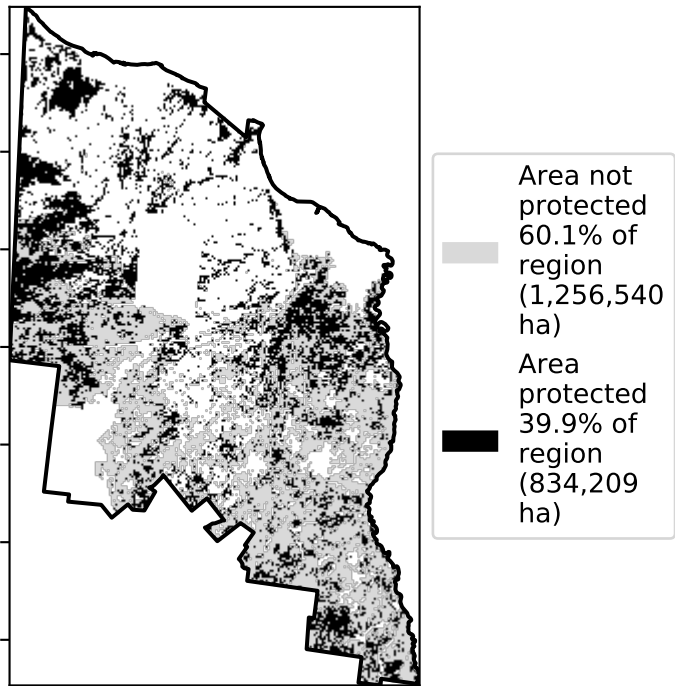 Area not
protected
60.1% of
region
(1,256,540
ha)
Area
protected
39.9% of
region
(834,209
ha)